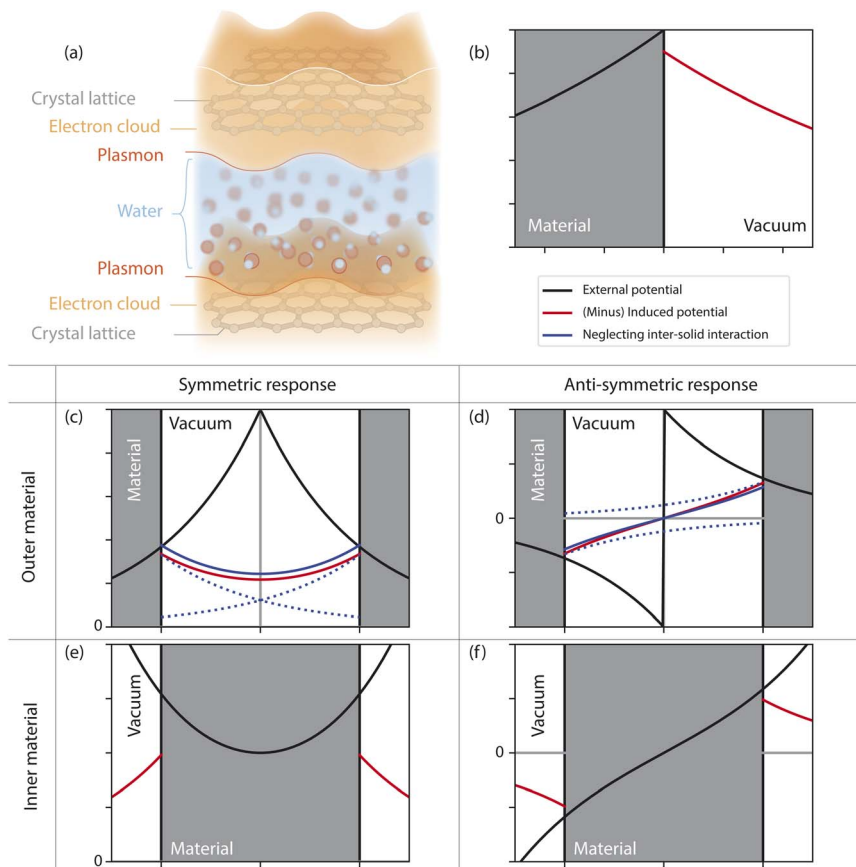 (a)
Crystal lattice
Electron cloud
Plasmon
Water
Plasmon
Electron cloud
Crystal lattice
(b)
Material
Vacuum
External potential
(Minus) Induced potential
Neglecting inter-solid interaction
Symmetric response
Anti-symmetric response
Outer material
(c)
Material
Vacuum
0
(d)
Material
Vacuum
0
Inner material
(e)
Vacuum
Material
0
(f)
Vacuum
Material
0